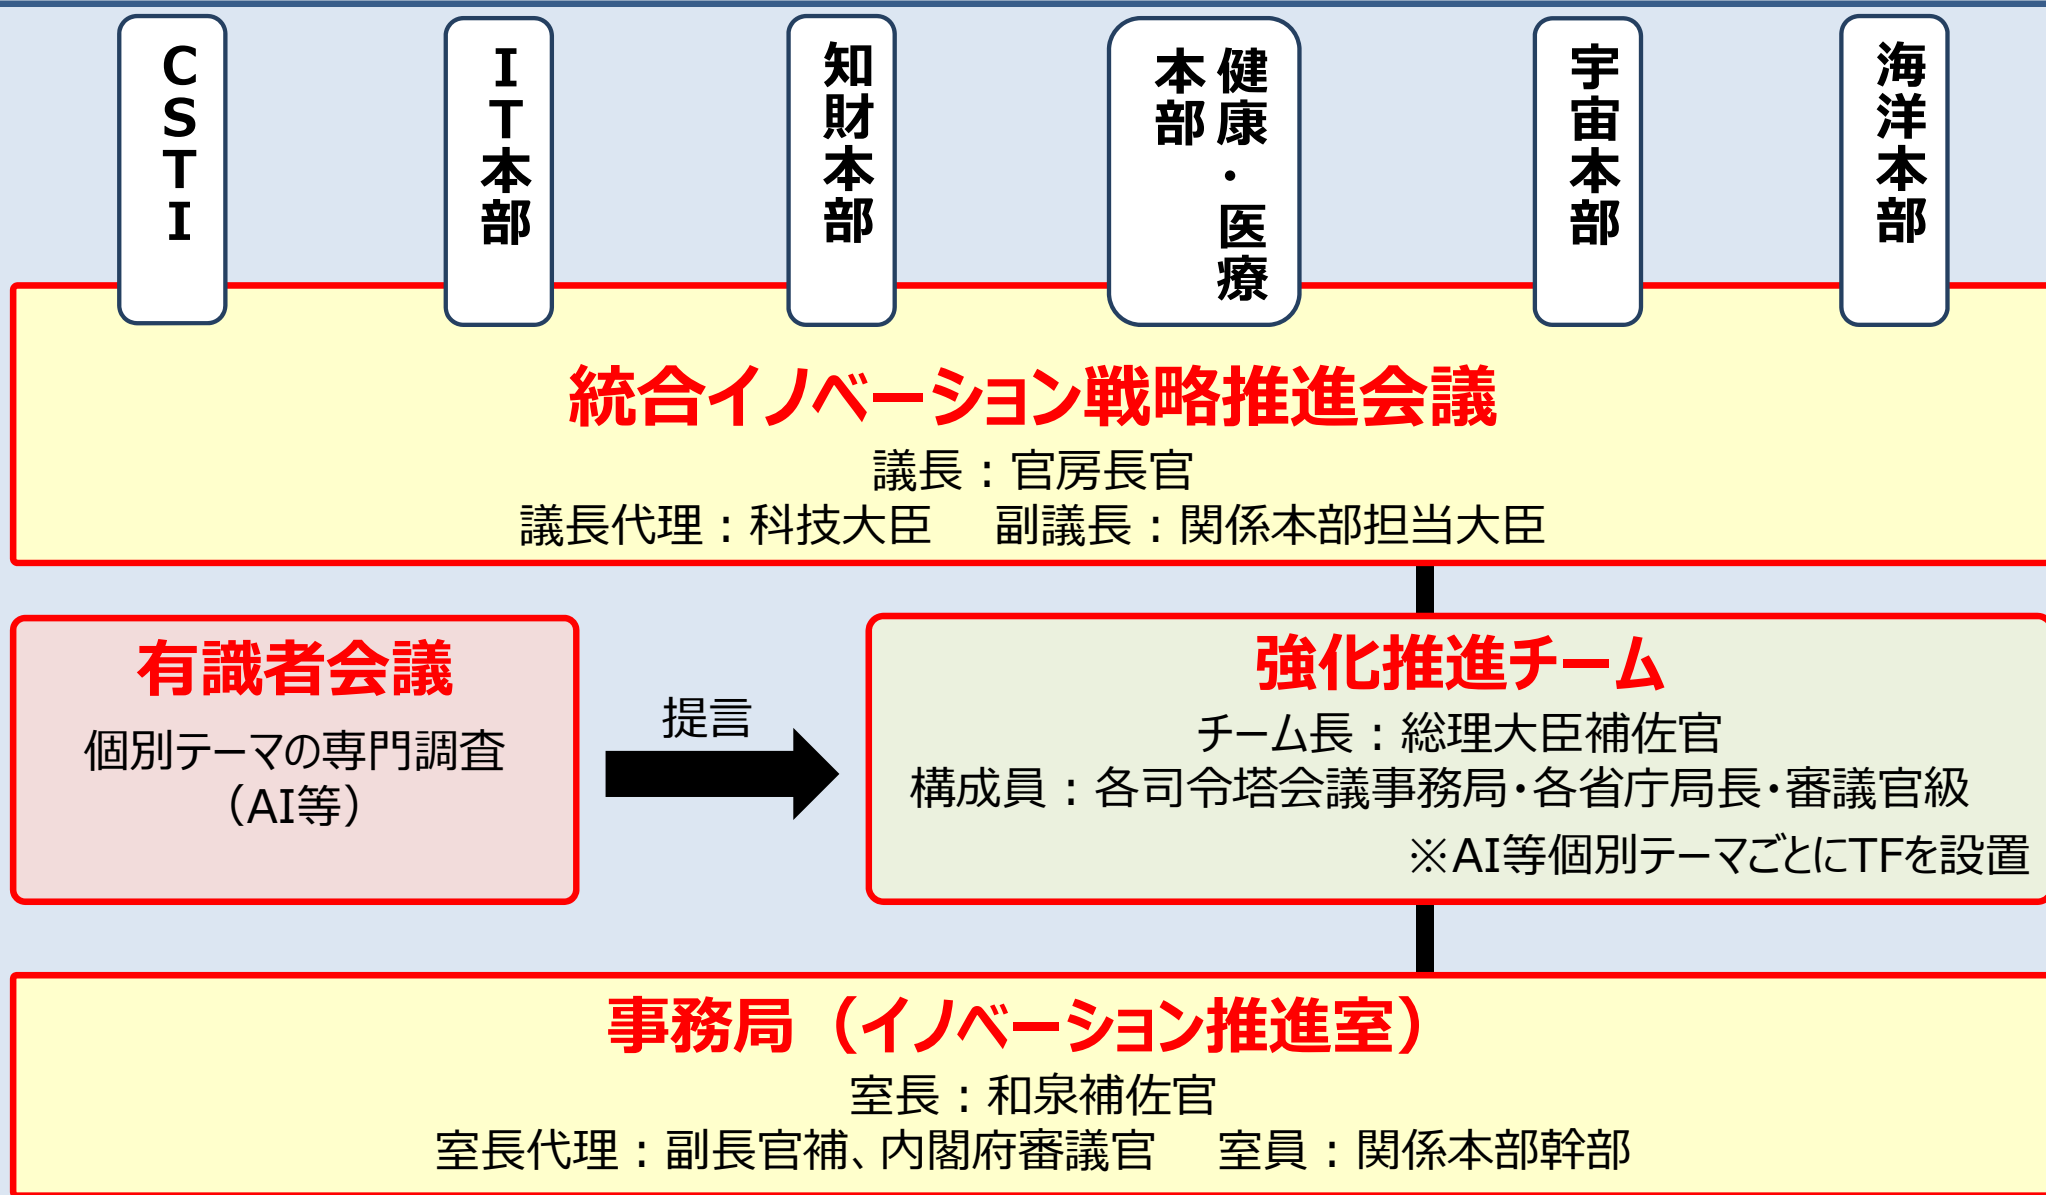 CSTI
IT本部
知財本部
健康・医療
本部
宇宙本部
海洋本部
統合イノベーション戦略推進会議
議長：官房長官
議長代理：科技大臣　副議長：関係本部担当大臣
有識者会議
個別テーマの専門調査
（AI等）
提言
強化推進チーム
チーム長：総理大臣補佐官
構成員：各司令塔会議事務局・各省庁局長・審議官級
※AI等個別テーマごとにTFを設置
事務局（イノベーション推進室）
室長：和泉補佐官
室長代理：副長官補、内閣府審議官　室員：関係本部幹部